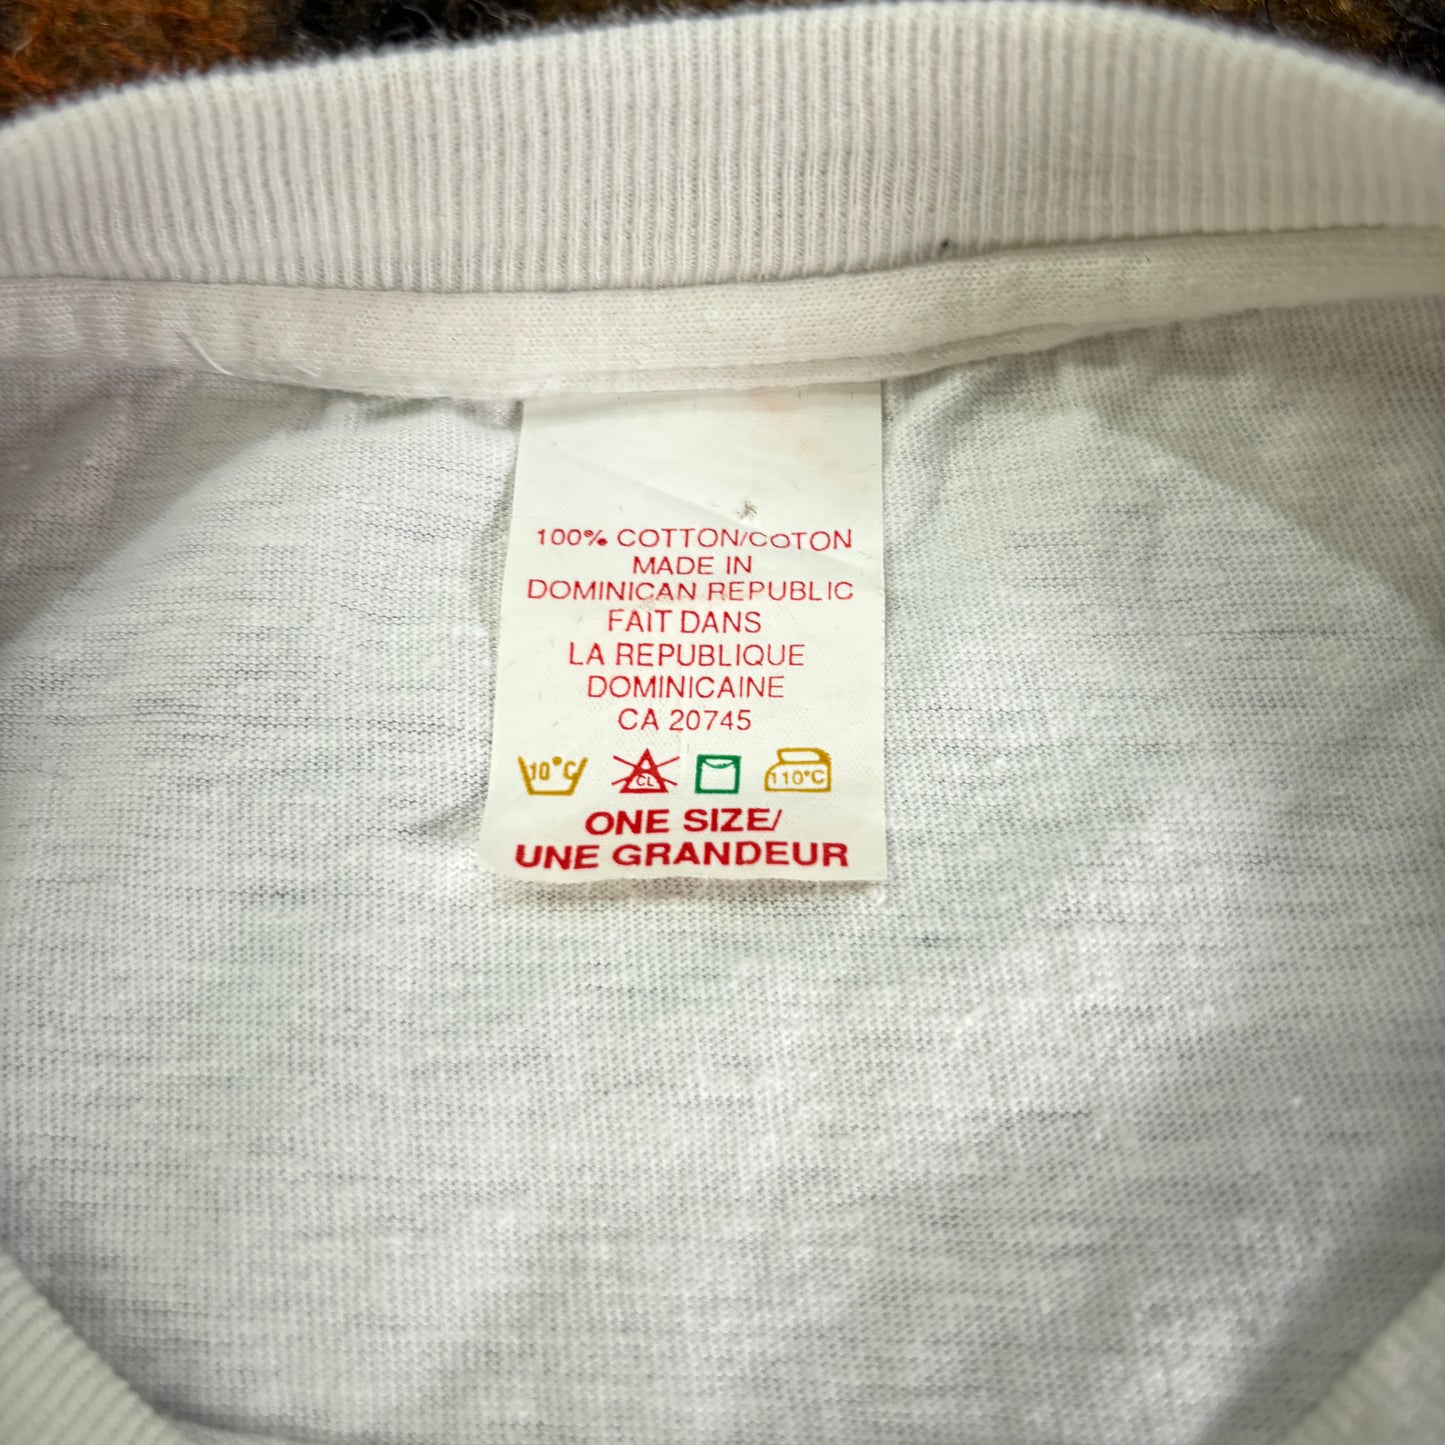 100% COTTON/COTON
MADE IN
DOMINICAN REPUBLIC
FAIT DANS
LA REPUBLIQUE
DOMINICAINE
CA 20745
10°C CL 110°C
ONE SIZE/
UNE GRANDEUR